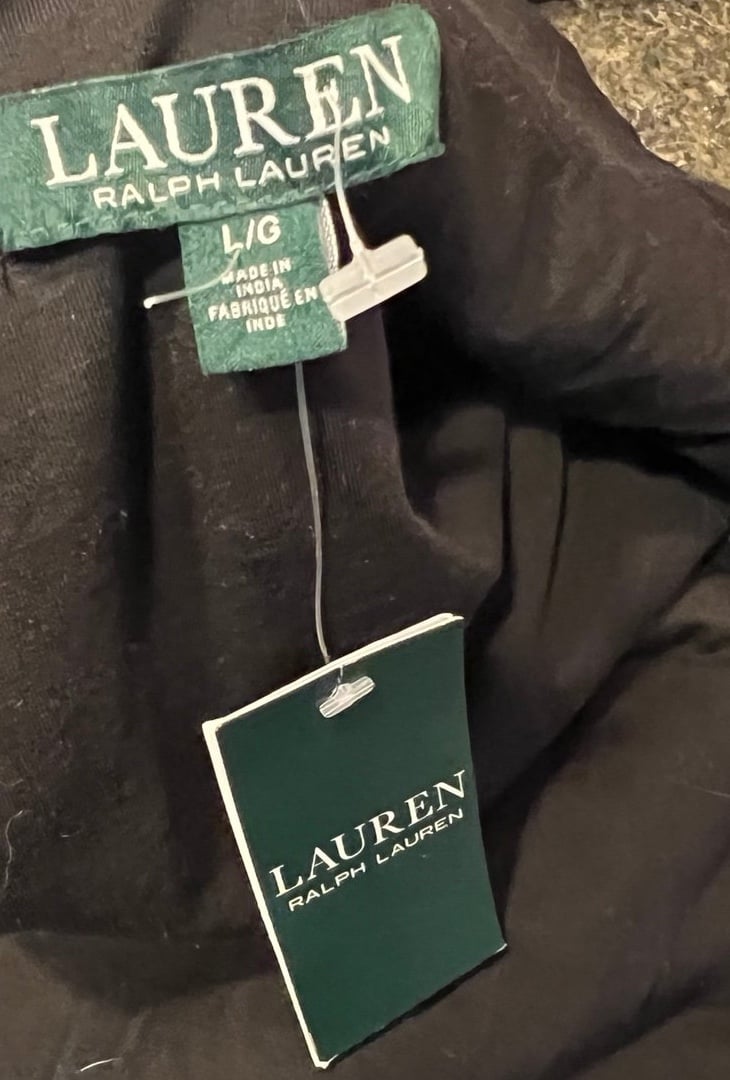 LAUREN
RALPH LAUREN
L/G
MADE IN
INDIA
FABRIQUÉ EN
INDE
LAUREN
RALPH LAUREN